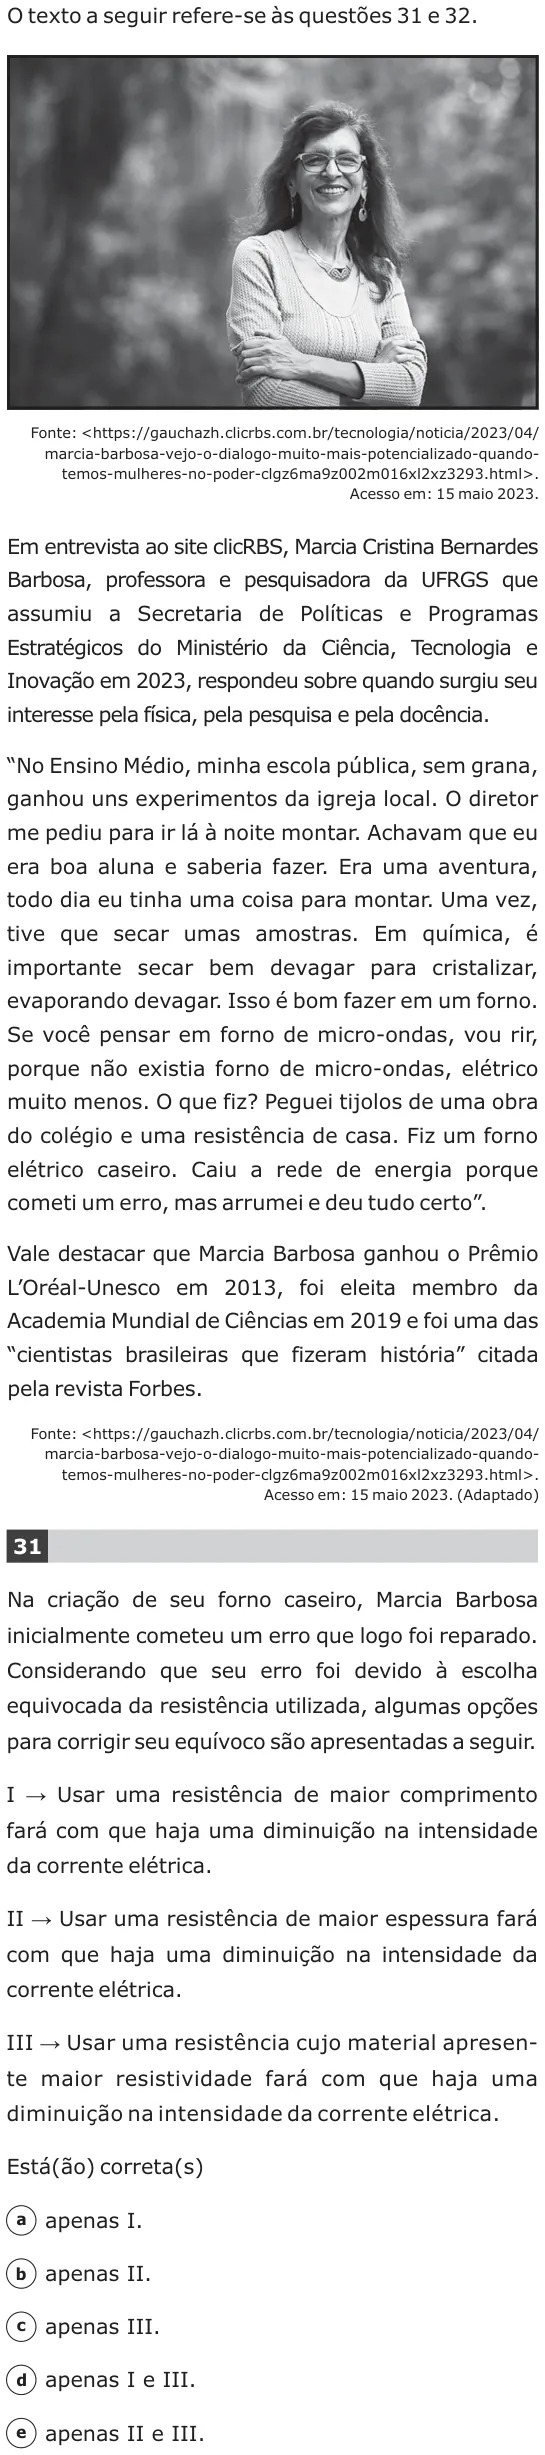 O texto a seguir refere-se às questões 31 e 32.
Fonte: <https://gauchazh.clicrbs.com.br/tecnologia/noticia/2023/04/
marcia-barbosa-vejo-o-dialogo-muito-mais-potencializado-quando-
temos-mulheres-no-poder-clgz6ma9z002m016xl2xz3293.html>.
Acesso em: 15 maio 2023.
Em entrevista ao site clicRBS, Marcia Cristina Bernardes
Barbosa, professora e pesquisadora da UFRGS que
assumiu a Secretaria de Políticas e Programas
Estratégicos do Ministério da Ciência, Tecnologia e
Inovação em 2023, respondeu sobre quando surgiu seu
interesse pela física, pela pesquisa e pela docência.
“No Ensino Médio, minha escola pública, sem grana,
ganhou uns experimentos da igreja local. O diretor
me pediu para ir lá à noite montar. Achavam que eu
era boa aluna e saberia fazer. Era uma aventura,
todo dia eu tinha uma coisa para montar. Uma vez,
tive que secar umas amostras. Em química, é
importante secar bem devagar para cristalizar,
evaporando devagar. Isso é bom fazer em um forno.
Se você pensar em forno de micro-ondas, vou rir,
porque não existia forno de micro-ondas, elétrico
muito menos. O que fiz? Peguei tijolos de uma obra
do colégio e uma resistência de casa. Fiz um forno
elétrico caseiro. Caiu a rede de energia porque
cometi um erro, mas arrumei e deu tudo certo”.
Vale destacar que Marcia Barbosa ganhou o Prêmio
L’Oréal-Unesco em 2013, foi eleita membro da
Academia Mundial de Ciências em 2019 e foi uma das
“cientistas brasileiras que fizeram história” citada
pela revista Forbes.
Fonte: <https://gauchazh.clicrbs.com.br/tecnologia/noticia/2023/04/
marcia-barbosa-vejo-o-dialogo-muito-mais-potencializado-quando-
temos-mulheres-no-poder-clgz6ma9z002m016xl2xz3293.html>.
Acesso em: 15 maio 2023. (Adaptado)
31
Na criação de seu forno caseiro, Marcia Barbosa
inicialmente cometeu um erro que logo foi reparado.
Considerando que seu erro foi devido à escolha
equivocada da resistência utilizada, algumas opções
para corrigir seu equívoco são apresentadas a seguir.
I → Usar uma resistência de maior comprimento
fará com que haja uma diminuição na intensidade
da corrente elétrica.
II → Usar uma resistência de maior espessura fará
com que haja uma diminuição na intensidade da
corrente elétrica.
III → Usar uma resistência cujo material apresen-
te maior resistividade fará com que haja uma
diminuição na intensidade da corrente elétrica.
Está(ão) correta(s)
a apenas I.
b apenas II.
c apenas III.
d apenas I e III.
e apenas II e III.